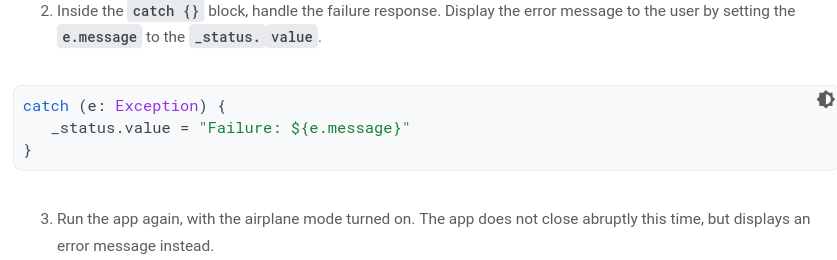 2. Inside the catch {} block, handle the failure response. Display the error message to the user by setting the
e.message to the _status. value.
catch (e: Exception) {
   _status.value = "Failure: ${e.message}"
}
3. Run the app again, with the airplane mode turned on. The app does not close abruptly this time, but displays an
error message instead.